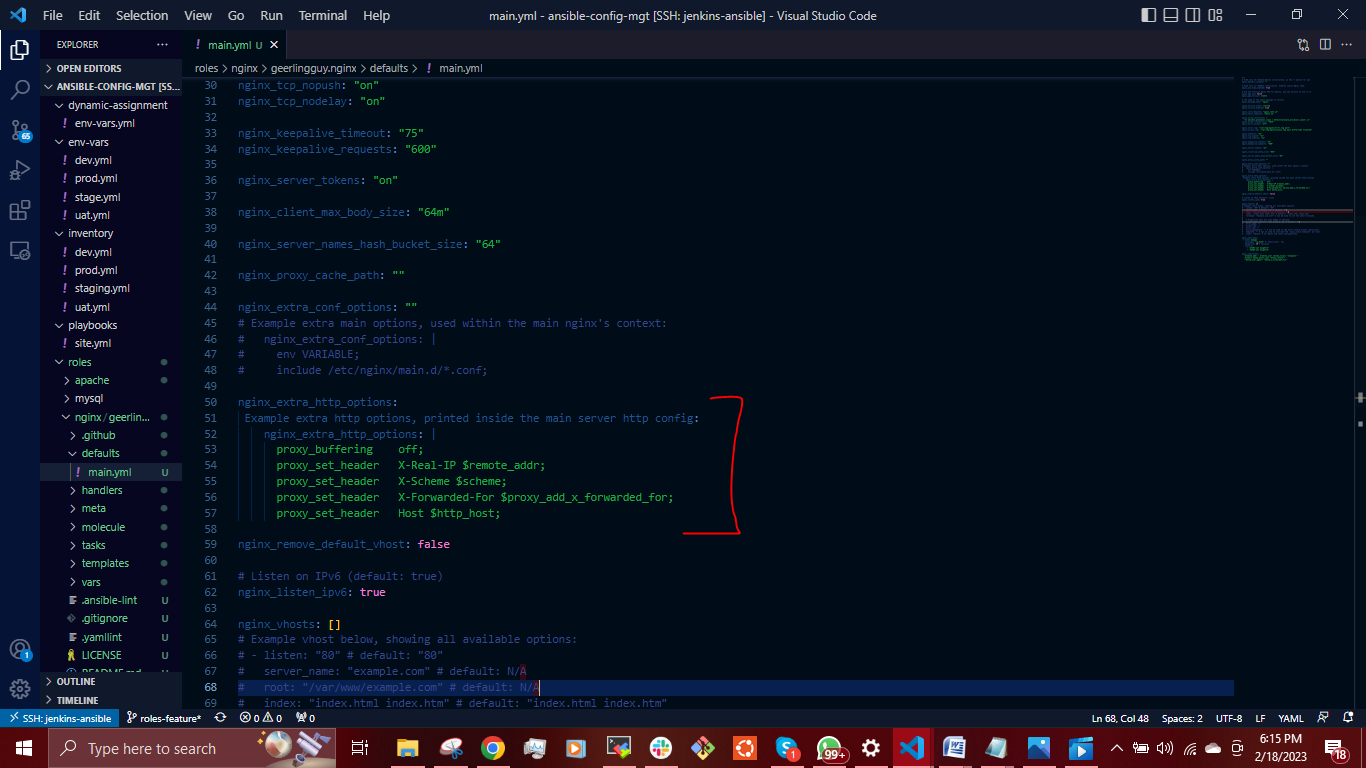 File Edit Selection View Go Run Terminal Help
main.yml - ansible-config-mgt [SSH: jenkins-ansible] - Visual Studio Code
EXPLORER
OPEN EDITORS
ANSIBLE-CONFIG-MGT [SS...
dynamic-assignment
! env-vars.yml
env-vars
! dev.yml
! prod.yml
! stage.yml
! uat.yml
inventory
! dev.yml
! prod.yml
! staging.yml
! uat.yml
playbooks
! site.yml
roles
apache
mysql
nginx / geerlin...
.github
defaults
! main.yml U
handlers
meta
molecule
tasks
templates
vars
.ansible-lint U
.gitignore U
.yamllint U
LICENSE U
README.md
OUTLINE
TIMELINE
65
1
! main.yml U
roles > nginx > geerlingguy.nginx > defaults > ! main.yml
30 nginx_tcp_nopush: "on"
31 nginx_tcp_nodelay: "on"
32
33 nginx_keepalive_timeout: "75"
34 nginx_keepalive_requests: "600"
35
36 nginx_server_tokens: "on"
37
38 nginx_client_max_body_size: "64m"
39
40 nginx_server_names_hash_bucket_size: "64"
41
42 nginx_proxy_cache_path: ""
43
44 nginx_extra_conf_options: ""
45 # Example extra main options, used within the main nginx's context:
46 #   nginx_extra_conf_options: |
47 #     env VARIABLE;
48 #     include /etc/nginx/main.d/*.conf;
49
50 nginx_extra_http_options:
51  Example extra http options, printed inside the main server http config:
52     nginx_extra_http_options: |
53       proxy_buffering    off;
54       proxy_set_header   X-Real-IP $remote_addr;
55       proxy_set_header   X-Scheme $scheme;
56       proxy_set_header   X-Forwarded-For $proxy_add_x_forwarded_for;
57       proxy_set_header   Host $http_host;
58
59 nginx_remove_default_vhost: false
60
61 # Listen on IPv6 (default: true)
62 nginx_listen_ipv6: true
63
64 nginx_vhosts: []
65 # Example vhost below, showing all available options:
66 # - listen: "80" # default: "80"
67 #   server_name: "example.com" # default: N/A
68 #   root: "/var/www/example.com" # default: N/A
69 #   index: "index.html index.htm" # default: "index.html index.htm"
SSH: jenkins-ansible roles-feature* 0 0 0
Ln 68, Col 48 Spaces: 2 UTF-8 LF YAML
Type here to search
1
99+
6:15 PM
2/18/2023
18